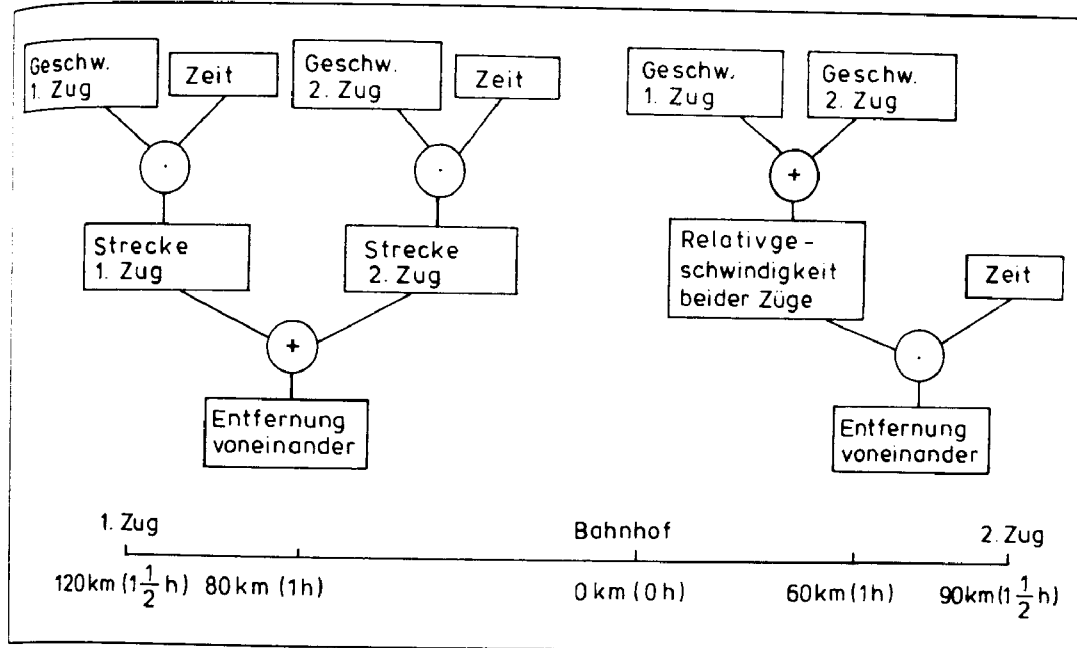 Geschw.
1. Zug
Zeit
Geschw.
2. Zug
Zeit
·
·
Strecke
1. Zug
Strecke
2. Zug
+
Entfernung
voneinander
Geschw.
1. Zug
Geschw.
2. Zug
+
Relativge-
schwindigkeit
beider Züge
Zeit
·
Entfernung
voneinander
1. Zug
Bahnhof
2. Zug
120km (1 1/2 h) 80km (1h) 0km (0h) 60km (1h) 90km (1 1/2 h)